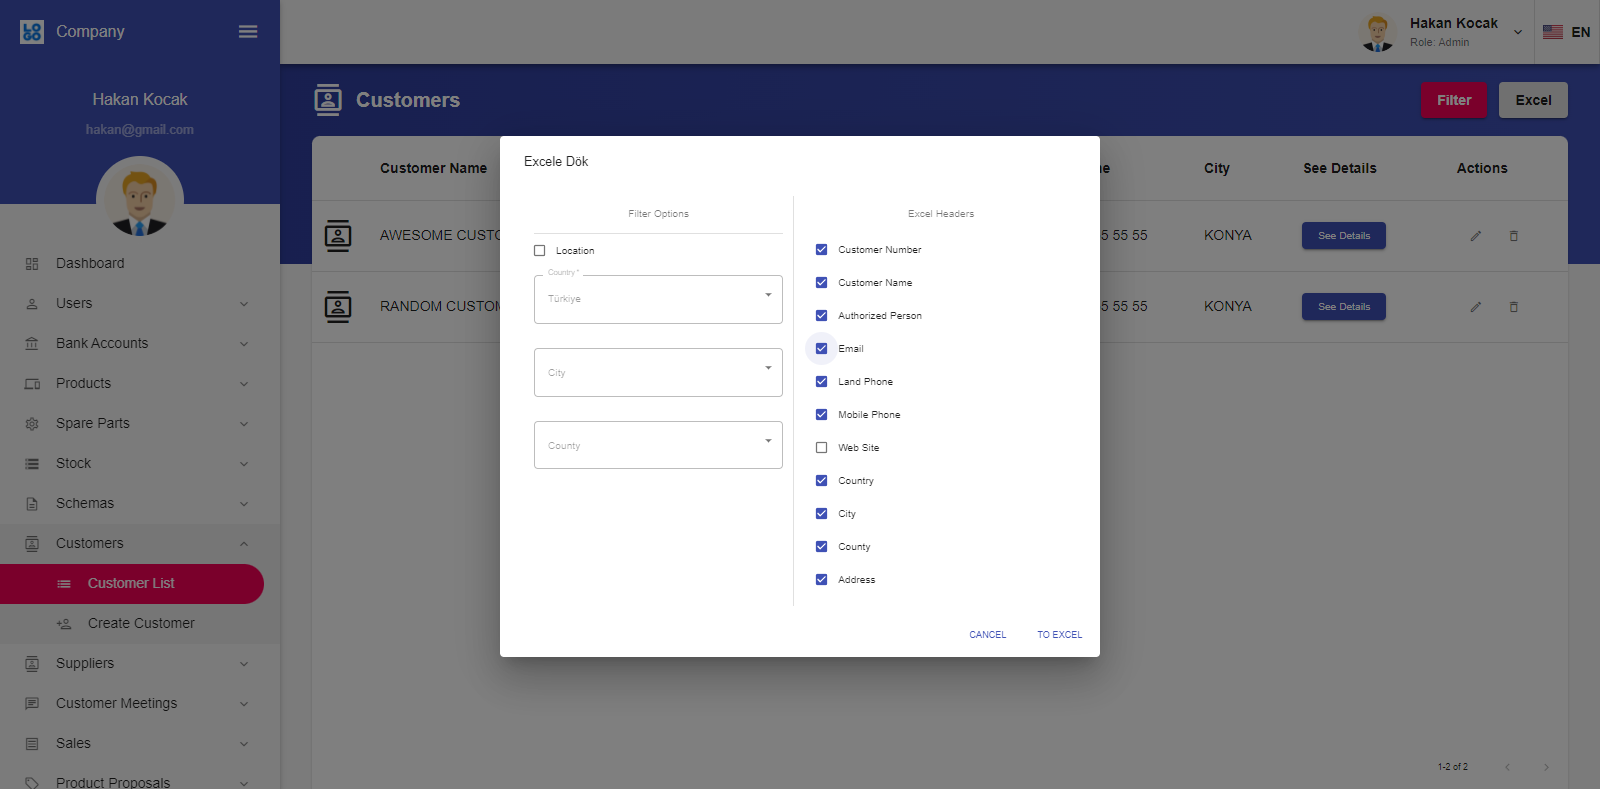 LOGO
Company
Hakan Kocak
hakan@gmail.com
Dashboard
Users
Bank Accounts
Products
Spare Parts
Stock
Schemas
Customers
Customer List
Create Customer
Suppliers
Customer Meetings
Sales
Product Proposals
Hakan Kocak
Role: Admin
EN
Customers
Filter
Excel
Customer Name
City
See Details
Actions
AWESOME
5 55 55
KONYA
See Details
RANDOM
5 55 55
KONYA
See Details
1-2 of 2
Excele Dök
Filter Options
Location
Country *
Türkiye
City
County
Excel Headers
Customer Number
Customer Name
Authorized Person
Email
Land Phone
Mobile Phone
Web Site
Country
City
County
Address
CANCEL
TO EXCEL